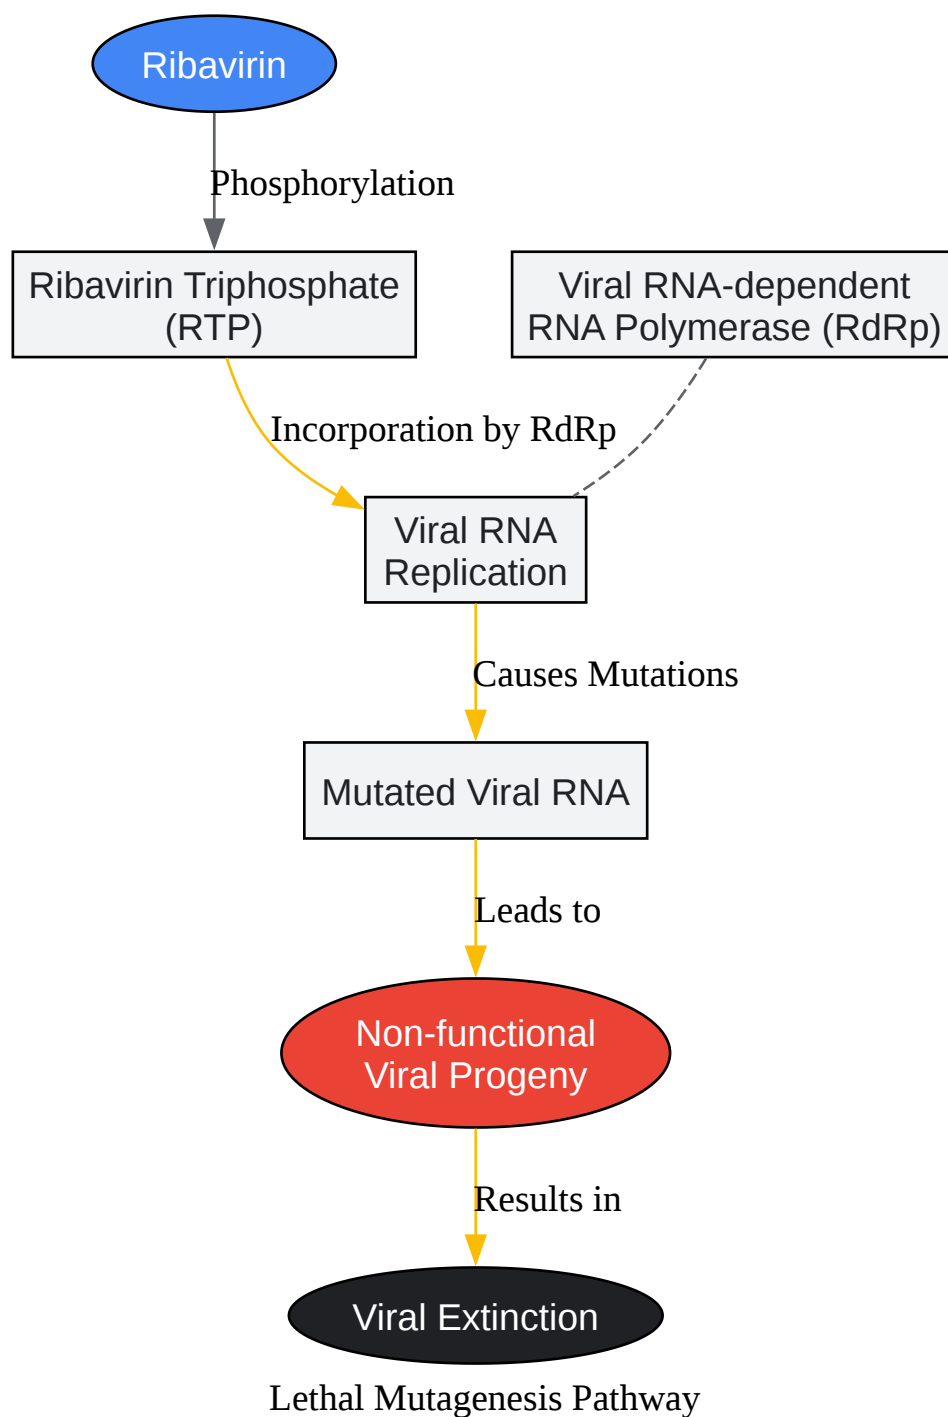 Ribavirin
Phosphorylation
Ribavirin Triphosphate
(RTP)
Viral RNA-dependent
RNA Polymerase (RdRp)
Incorporation by RdRp
Viral RNA
Replication
Causes Mutations
Mutated Viral RNA
Leads to
Non-functional
Viral Progeny
Results in
Viral Extinction
Lethal Mutagenesis Pathway